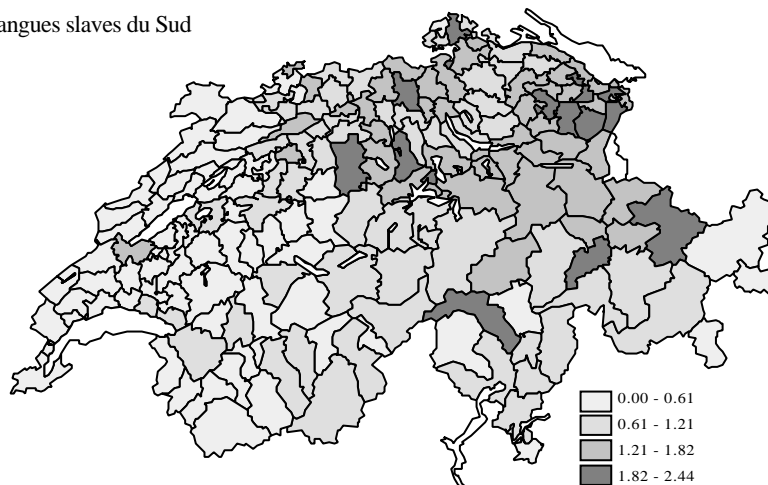 angues slaves du Sud
0.00 - 0.61
0.61 - 1.21
1.21 - 1.82
1.82 - 2.44